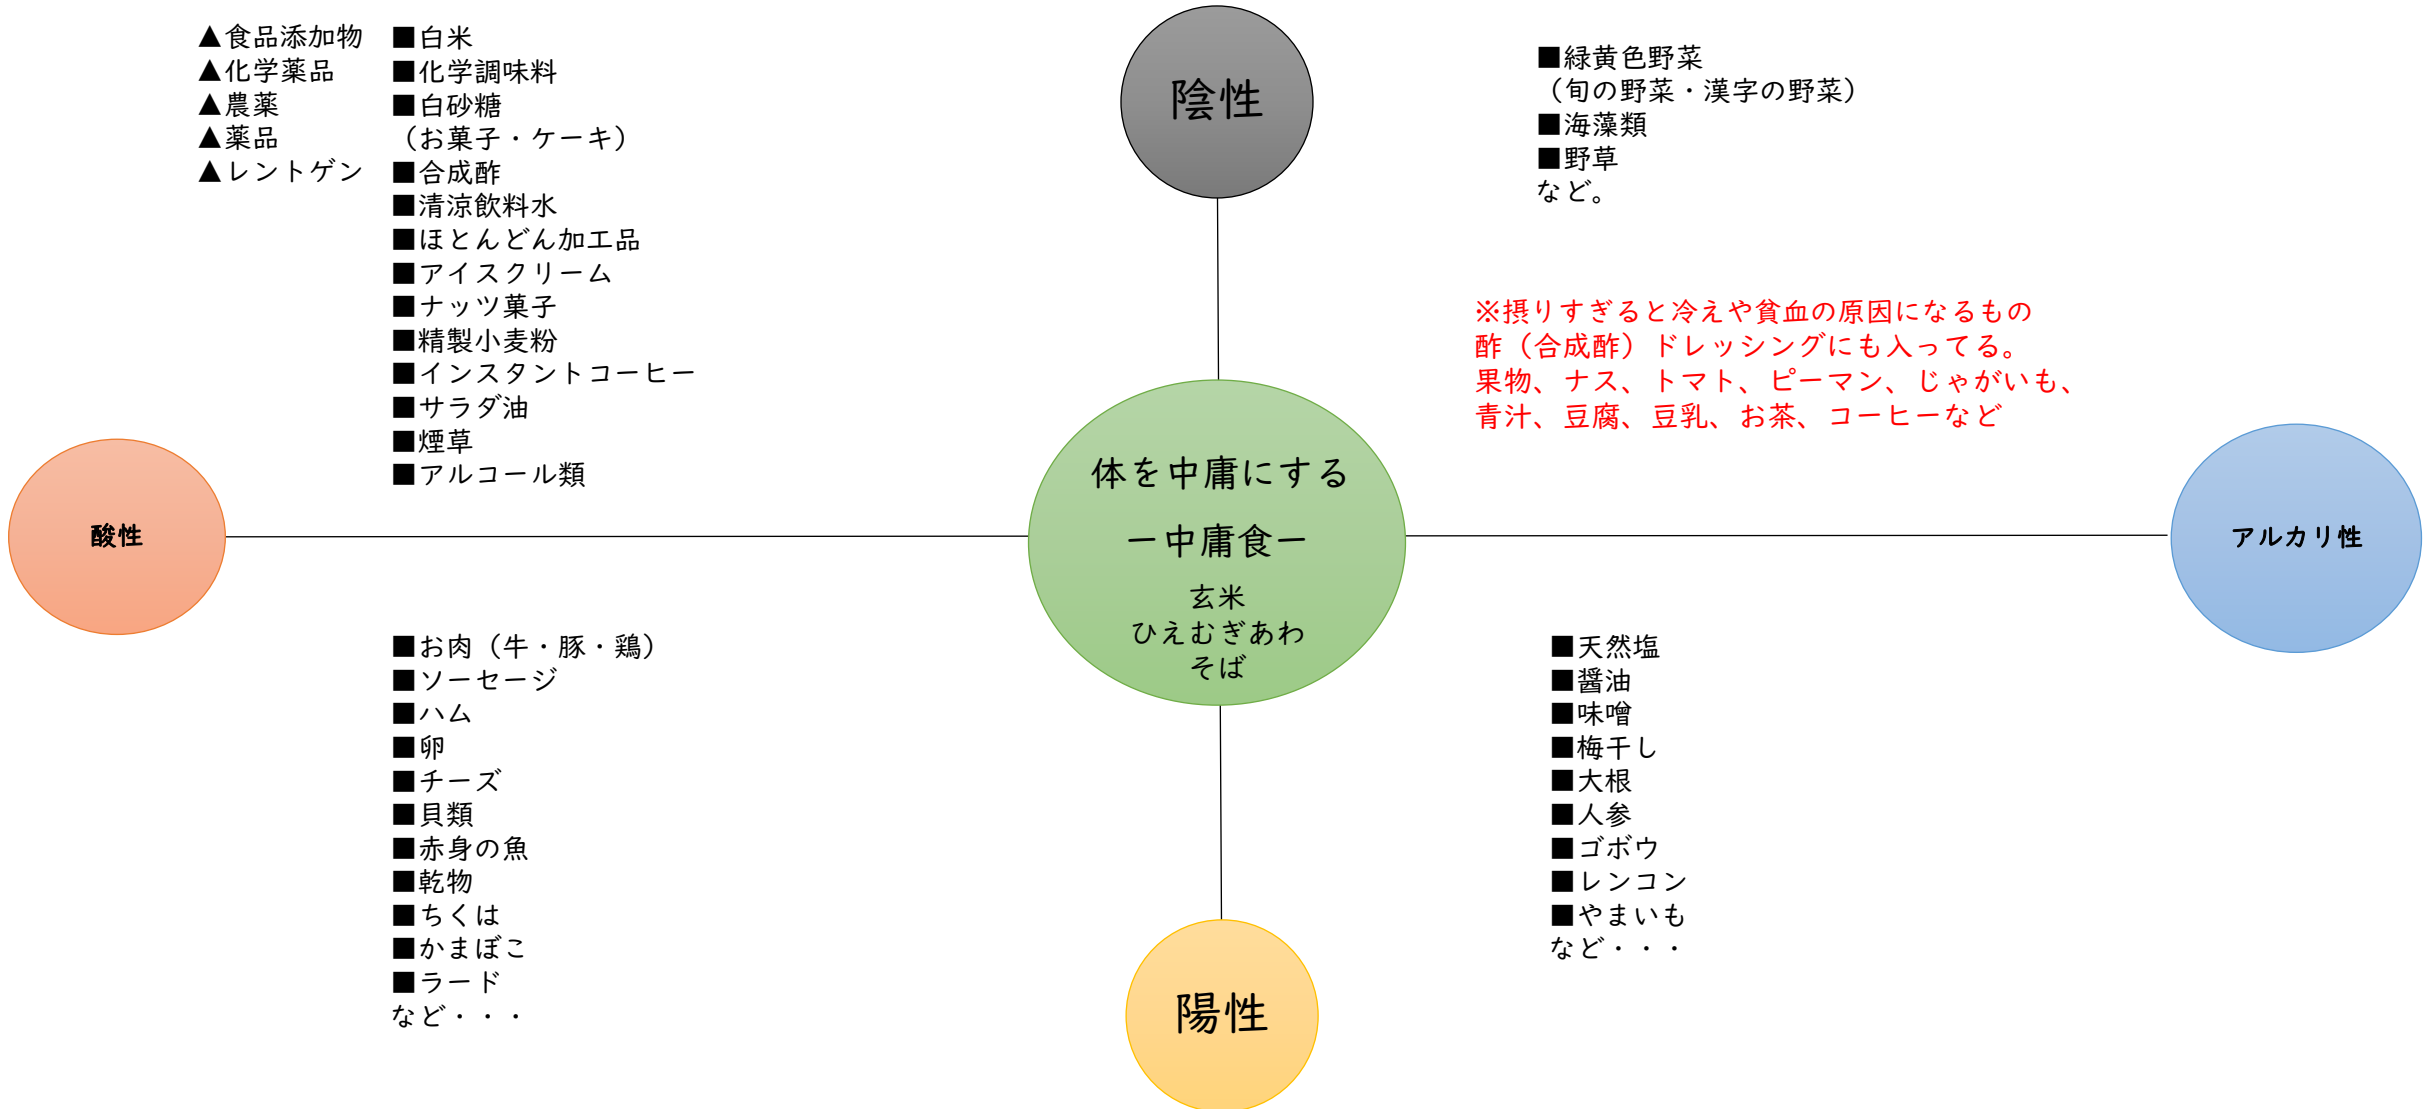 ▲食品添加物
▲化学薬品
▲農薬
▲薬品
▲レントゲン
■白米
■化学調味料
■白砂糖
（お菓子・ケーキ）
■合成酢
■清涼飲料水
■ほとんどん加工品
■アイスクリーム
■ナッツ菓子
■精製小麦粉
■インスタントコーヒー
■サラダ油
■煙草
■アルコール類
陰性
■緑黄色野菜
（旬の野菜・漢字の野菜）
■海藻類
■野草
など。
※摂りすぎると冷えや貧血の原因になるもの
酢（合成酢）ドレッシングにも入ってる。
果物、ナス、トマト、ピーマン、じゃがいも、
青汁、豆腐、豆乳、お茶、コーヒーなど
酸性
体を中庸にする
ー中庸食ー
玄米
ひえむぎあわ
そば
アルカリ性
■お肉（牛・豚・鶏）
■ソーセージ
■ハム
■卵
■チーズ
■貝類
■赤身の魚
■乾物
■ちくは
■かまぼこ
■ラード
など・・・
■天然塩
■醤油
■味噌
■梅干し
■大根
■人参
■ゴボウ
■レンコン
■やまいも
など・・・
陽性